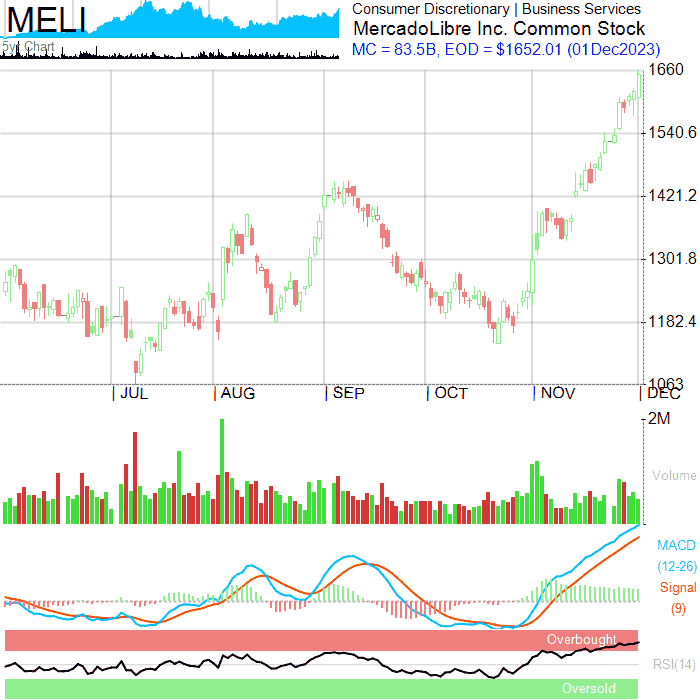 MELI
5yr Chart
Consumer Discretionary | Business Services
MercadoLibre Inc. Common Stock
MC = 83.5B, EOD = $1652.01 (01Dec2023)
1660
1540.6
1421.2
1301.8
1182.4
1063
JUL
AUG
SEP
OCT
NOV
DEC
2M
Volume
MACD
(12-26)
Signal
(9)
Overbought
RSI(14)
Oversold